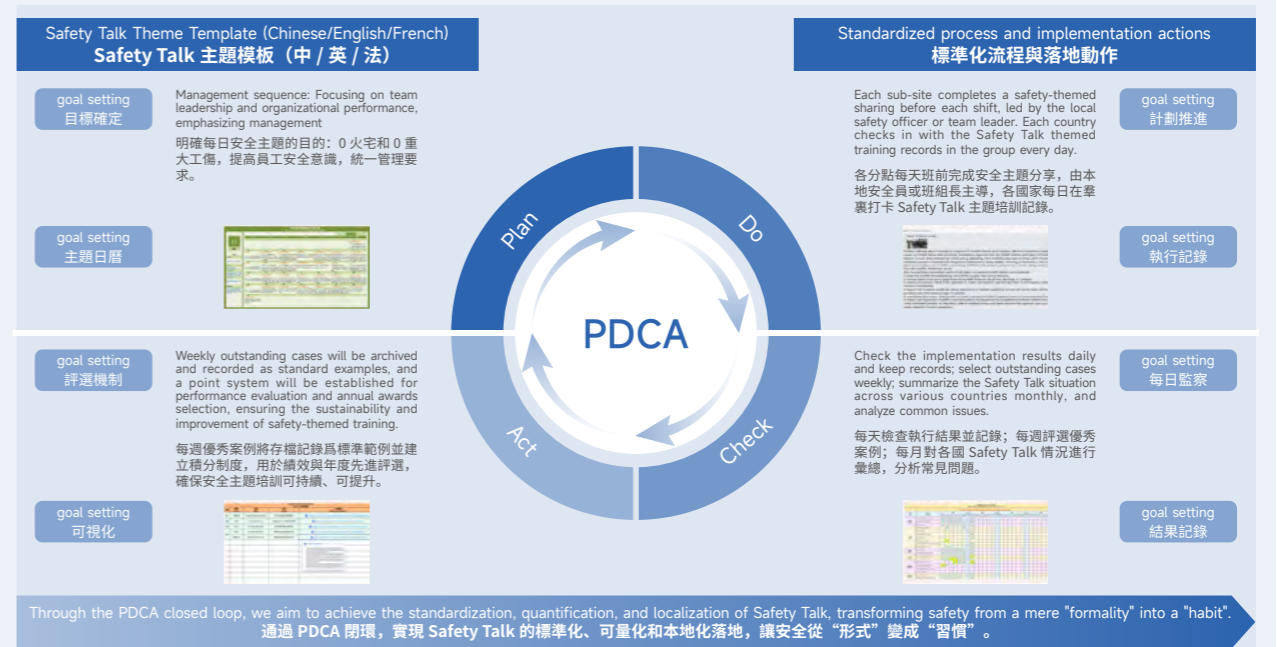 Safety Talk Theme Template (Chinese/English/French)
Safety Talk 主題模板（中 / 英 / 法）
Standardized process and implementation actions
標準化流程與落地動作
goal setting
目標確定
Management sequence: Focusing on team
leadership and organizational performance,
emphasizing management
明確每日安全主題的目的：0 火宅和 0 重
大工傷，提高員工安全意識，統一管理要
求。
goal setting
主題日曆
Each sub-site completes a safety-themed
sharing before each shift, led by the local
safety officer or team leader. Each country
checks in with the Safety Talk themed
training records in the group every day.
各分點每天班前完成安全主題分享，由本
地安全員或班組長主導，各國家每日在羣
裏打卡 Safety Talk 主題培訓記錄。
goal setting
計劃推進
goal setting
執行記錄
Plan
Do
PDCA
Act
Check
goal setting
評選機制
Weekly outstanding cases will be archived
and recorded as standard examples, and
a point system will be established for
performance evaluation and annual awards
selection, ensuring the sustainability and
improvement of safety-themed training.
每週優秀案例將存檔記錄爲標準範例並建
立積分制度，用於績效與年度先進評選，
確保安全主題培訓可持續、可提升。
goal setting
可視化
Check the implementation results daily
and keep records; select outstanding cases
weekly; summarize the Safety Talk situation
across various countries monthly, and
analyze common issues.
每天檢查執行結果並記錄；每週評選優秀
案例；每月對各國 Safety Talk 情況進行
彙總，分析常見問題。
goal setting
每日監察
goal setting
結果記錄
Through the PDCA closed loop, we aim to achieve the standardization, quantification, and localization of Safety Talk, transforming safety from a mere "formality" into a "habit".
通過 PDCA 閉環，實現 Safety Talk 的標準化、可量化和本地化落地，讓安全從“形式”變成“習慣”。